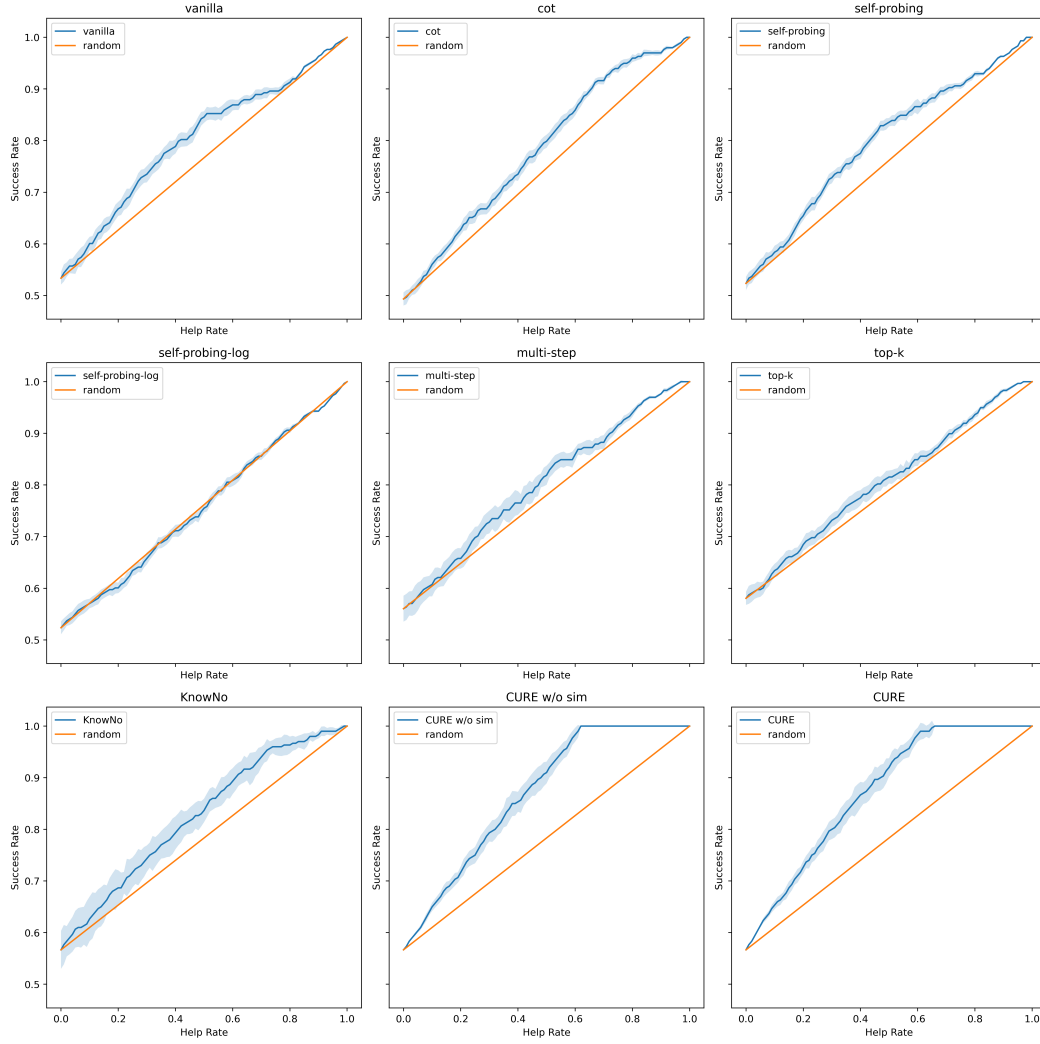 vanilla
cot
self-probing
vanilla
random
cot
random
self-probing
random
1.0
0.9
0.8
0.7
0.6
0.5
Success Rate
Success Rate
Success Rate
Help Rate
Help Rate
Help Rate
self-probing-log
multi-step
top-k
self-probing-log
random
multi-step
random
top-k
random
1.0
0.9
0.8
0.7
0.6
0.5
Success Rate
Success Rate
Success Rate
Help Rate
Help Rate
Help Rate
KnowNo
CURE w/o sim
CURE
KnowNo
random
CURE w/o sim
random
CURE
random
1.0
0.9
0.8
0.7
0.6
0.5
Success Rate
Success Rate
Success Rate
0.0 0.2 0.4 0.6 0.8 1.0
0.0 0.2 0.4 0.6 0.8 1.0
0.0 0.2 0.4 0.6 0.8 1.0
Help Rate
Help Rate
Help Rate